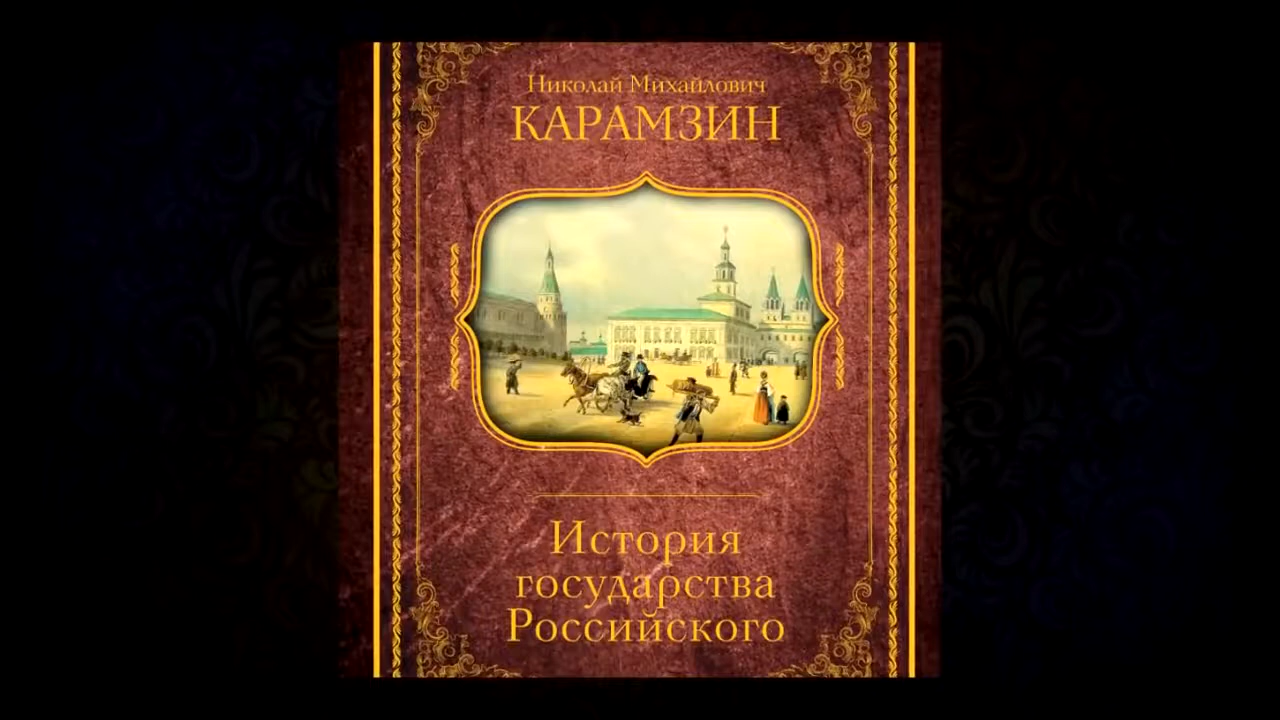 Николай Михайлович
КАРАМЗИН
История
государства
Российского